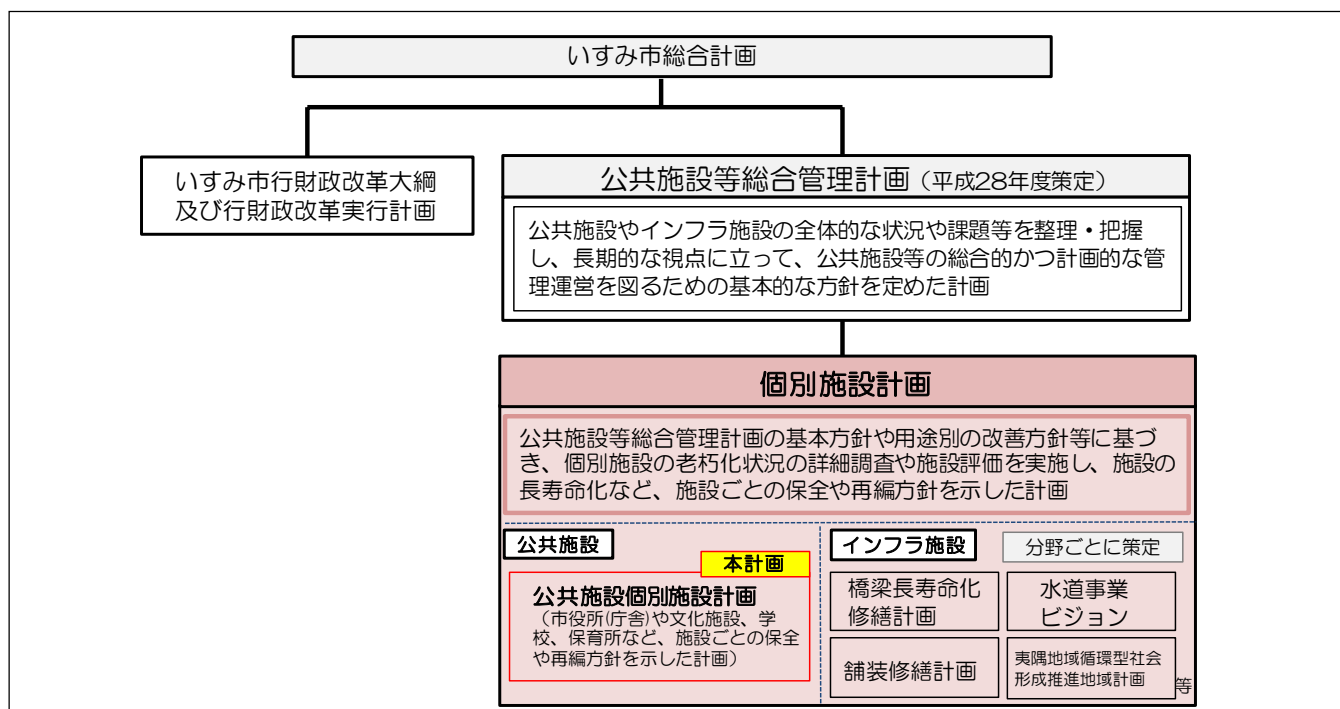 いすみ市総合計画
いすみ市行財政改革大綱
及び行財政改革実行計画
公共施設等総合管理計画（平成28年度策定）
公共施設やインフラ施設の全体的な状況や課題等を整理・把握
し、長期的な視点に立って、公共施設等の総合的かつ計画的な管
理運営を図るための基本的な方針を定めた計画
個別施設計画
公共施設等総合管理計画の基本方針や用途別の改善方針等に基づ
き、個別施設の老朽化状況の詳細調査や施設評価を実施し、施設の
長寿命化など、施設ごとの保全や再編方針を示した計画
公共施設
本計画
公共施設個別施設計画
（市役所(庁舎)や文化施設、学
校、保育所など、施設ごとの保全
や再編方針を示した計画）
インフラ施設
分野ごとに策定
橋梁長寿命化
修繕計画
水道事業
ビジョン
舗装修繕計画
夷隅地域循環型社会
形成推進地域計画
等